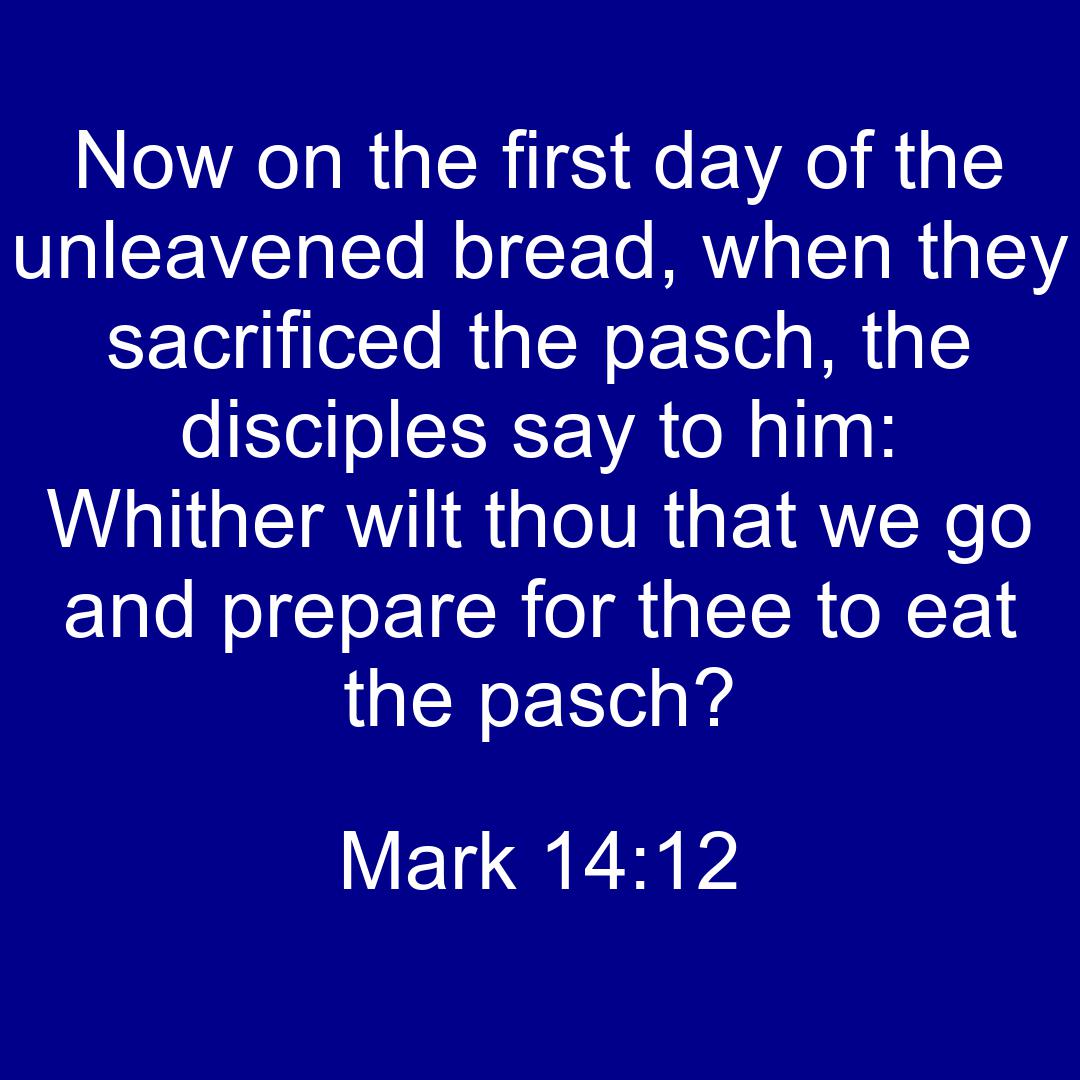 Now on the first day of the
unleavened bread, when they
sacrificed the pasch, the
disciples say to him:
Whither wilt thou that we go
and prepare for thee to eat
the pasch?
Mark 14:12